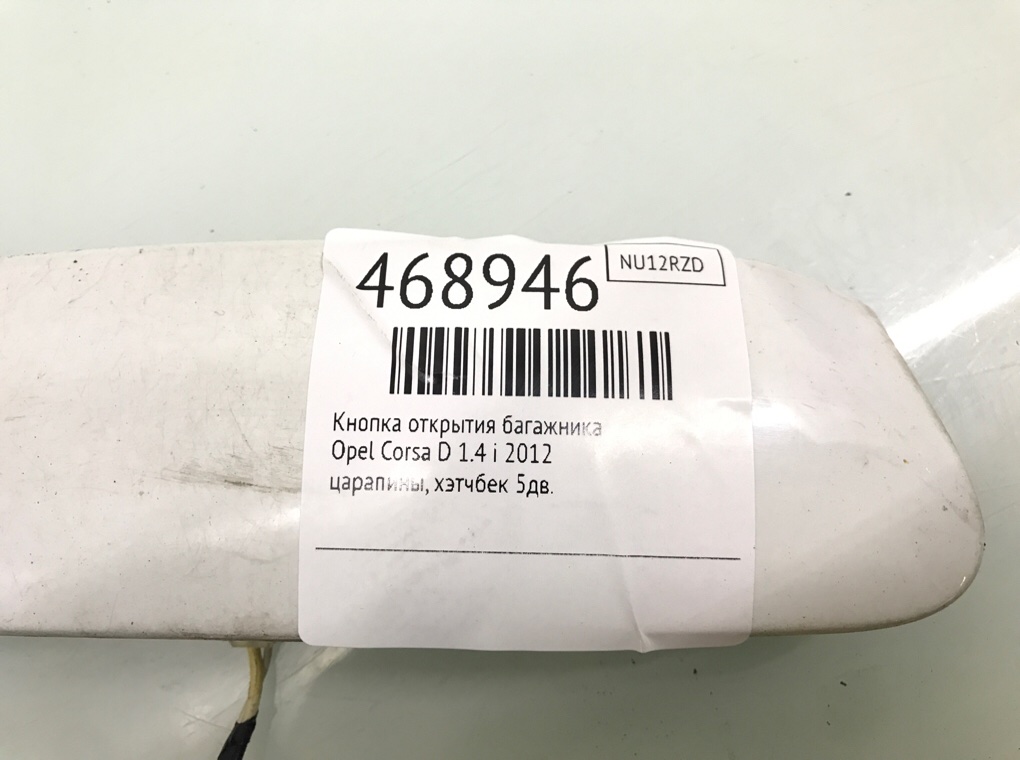 468946
NU12RZD
Кнопка открытия багажника
Opel Corsa D 1.4 i 2012
царапины, хэтчбек 5дв.